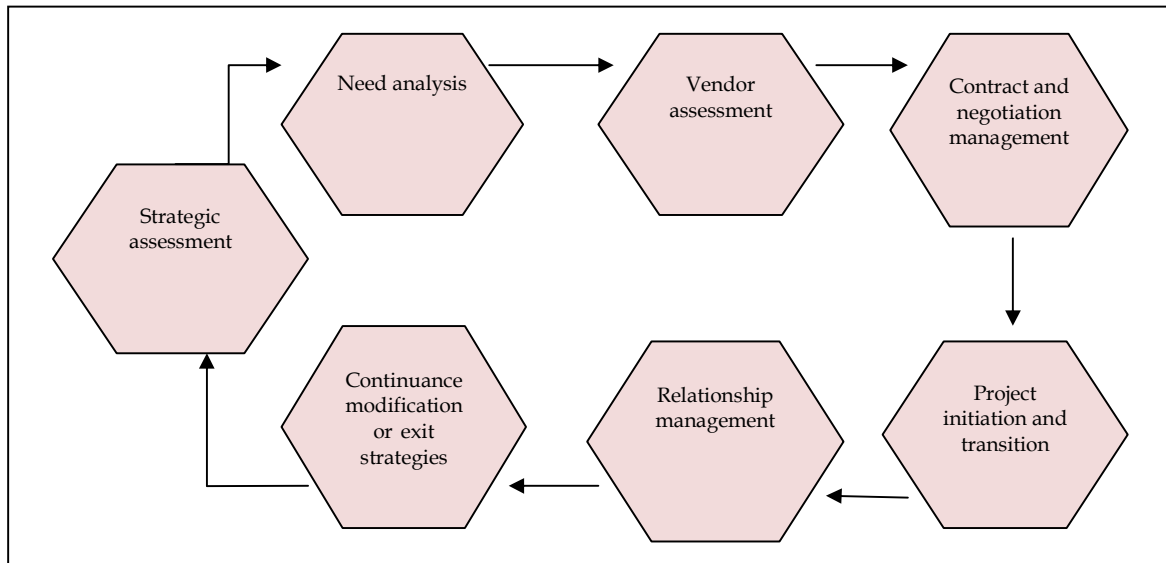 Need analysis
Vendor
assessment
Contract and
negotiation
management
Strategic
assessment
Continuance
modification
or exit
strategies
Relationship
management
Project
initiation and
transition